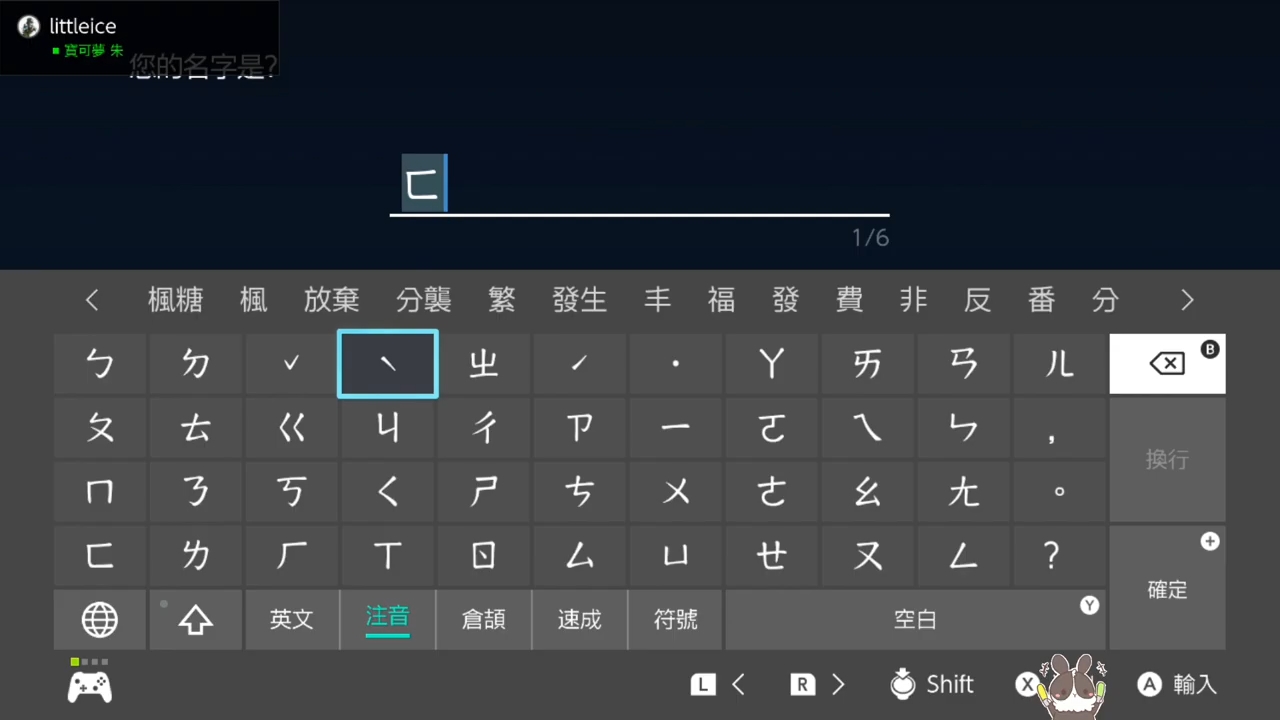 littleice
寶可夢 朱
您的名字是?
ㄈ
1/6
楓糖 楓 放棄 分襲 繁 發生 丰 福 發 費 非 反 番 分
ㄅ ㄉ ˇ ˋ ㄓ ˊ ˙ ㄚ ㄞ ㄢ ㄦ B
ㄆ ㄊ ㄍ ㄐ ㄔ ㄗ ㄧ ㄛ ㄟ ㄣ , 換行
ㄇ ㄋ ㄎ ㄑ ㄕ ㄘ ㄨ ㄜ ㄠ ㄤ 。
ㄈ ㄌ ㄏ ㄒ ㄖ ㄙ ㄩ ㄝ ㄡ ㄥ ? 確定
英文 注音 倉頡 速成 符號 空白 Y
L R Shift X A 輸入